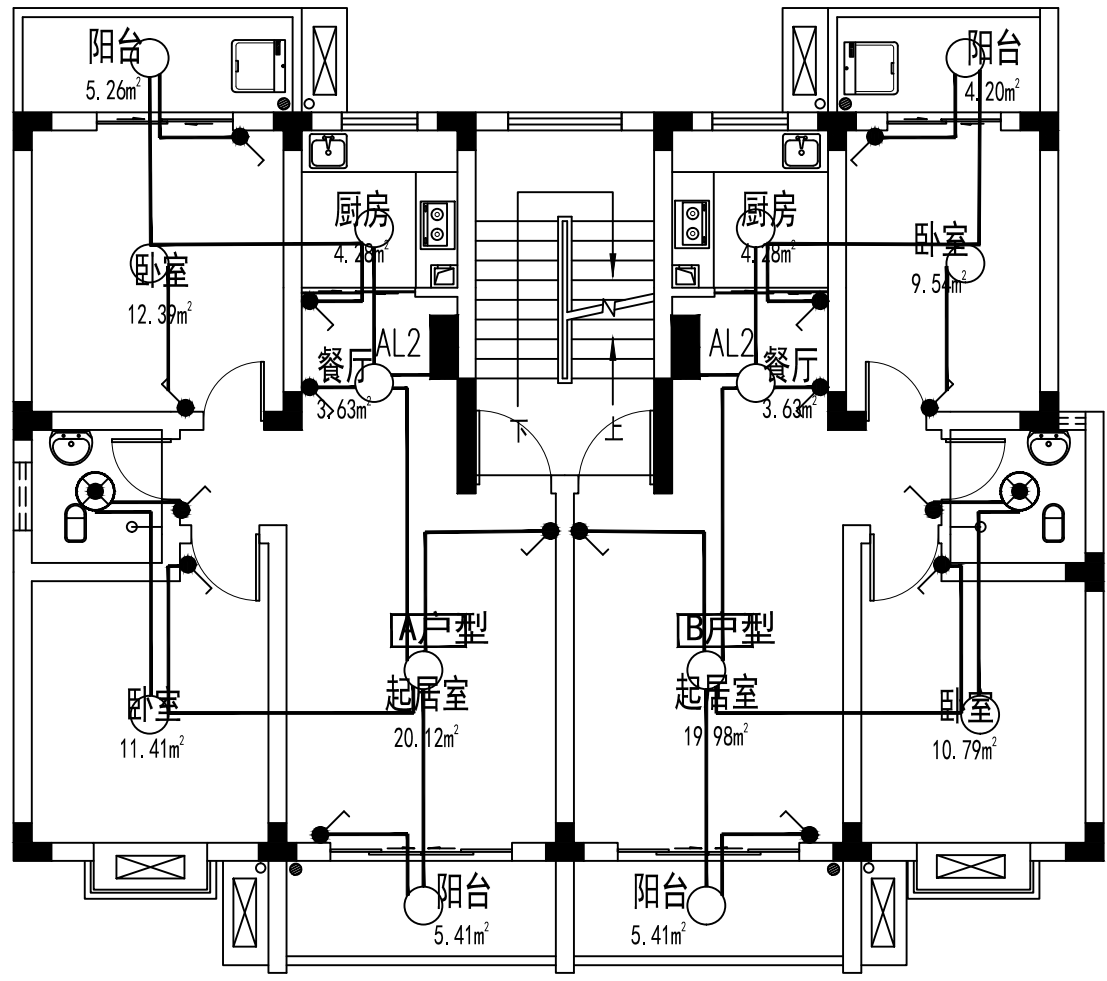 阳台
5.26m²
阳台
4.20m²
厨房
4.28m²
厨房
4.28m²
卧室
12.39m²
卧室
9.54m²
餐厅
3.63m²
AL2
AL2
餐厅
3.63m²
下
上
A户型
起居室
20.12m²
B户型
起居室
19.98m²
卧室
11.41m²
卧室
10.79m²
阳台
5.41m²
阳台
5.41m²